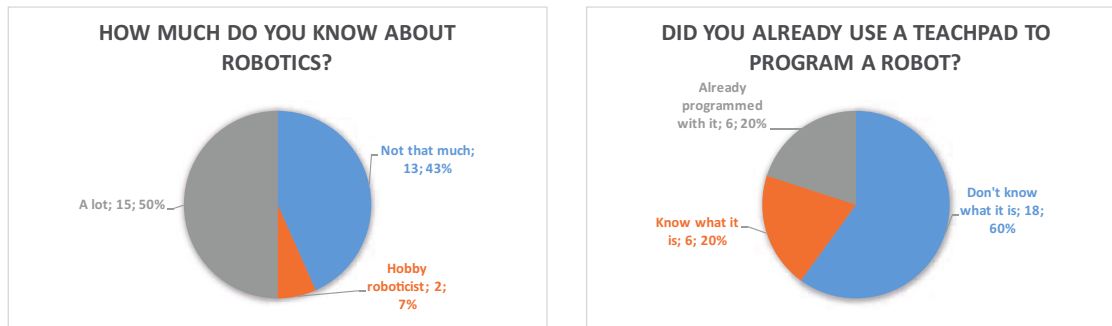 HOW MUCH DO YOU KNOW ABOUT
ROBOTICS?
Not that much;
13; 43%
A lot; 15; 50%
Hobby
roboticist; 2;
7%
DID YOU ALREADY USE A TEACHPAD TO
PROGRAM A ROBOT?
Already
programmed
with it; 6; 20%
Don't know
what it is; 18;
60%
Know what it
is; 6; 20%